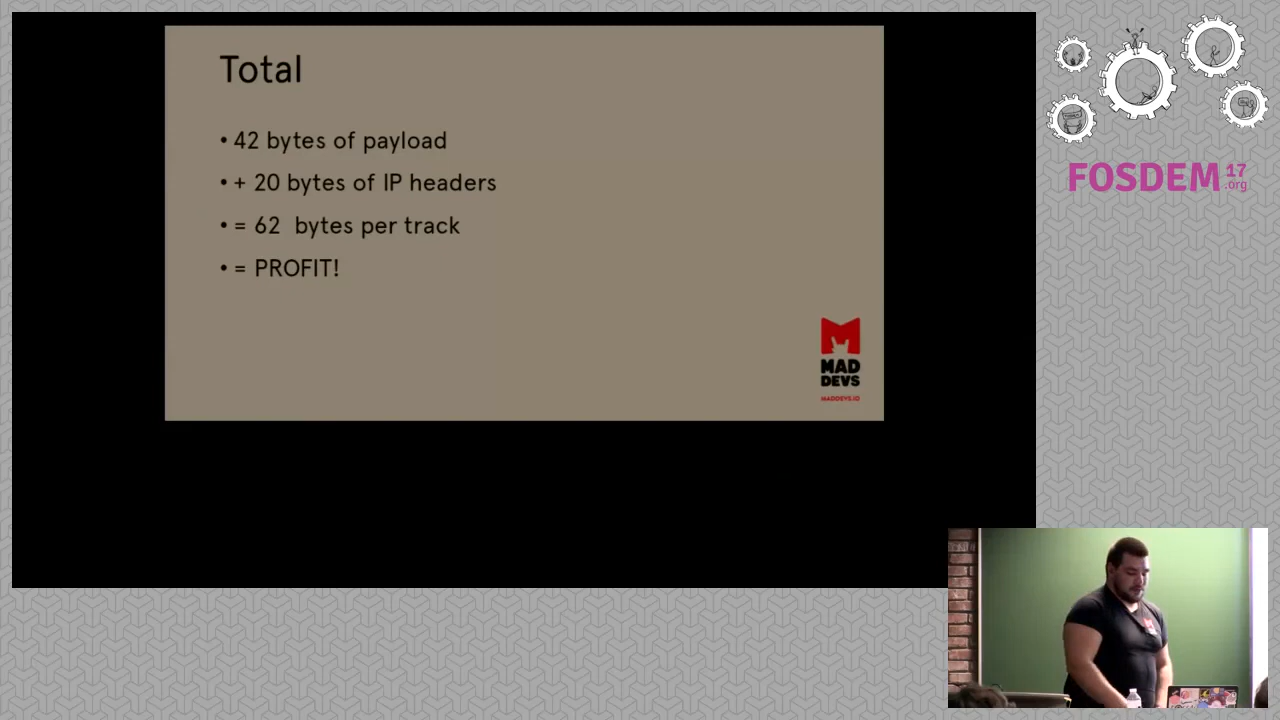 Total
• 42 bytes of payload
• + 20 bytes of IP headers
• = 62 bytes per track
• = PROFIT!
MAD
DEVS
MADDEVS.IO
FOSDEM 17
.org